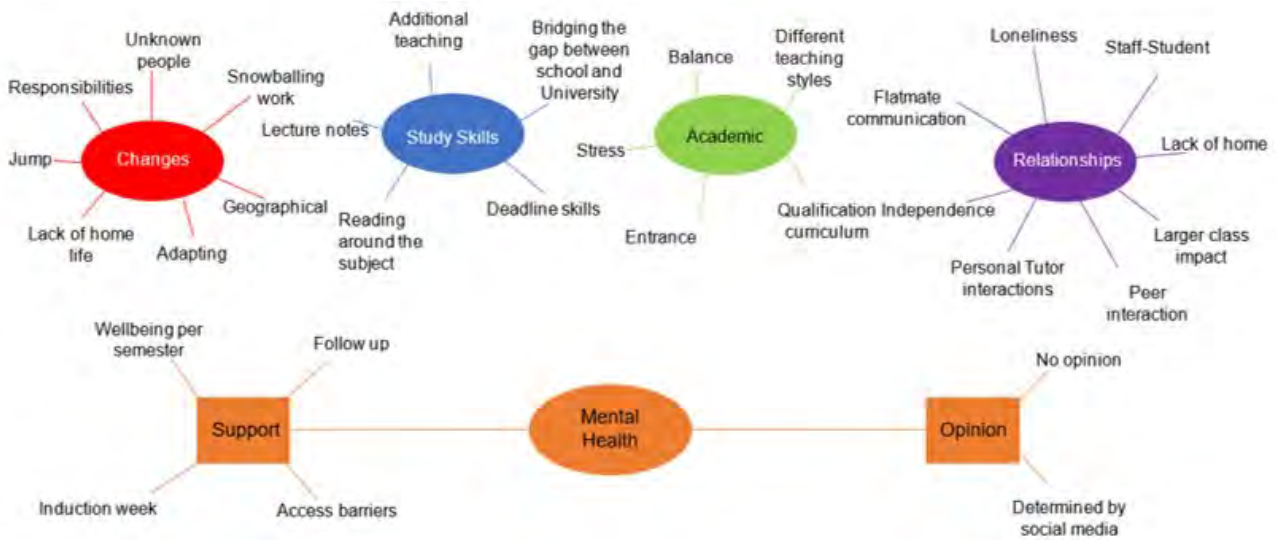 Unknown
people
Responsibilities
Snowballing
work
Jump
Changes
Lack of home
life
Adapting
Geographical
Additional
teaching
Bridging the
gap between
school and
University
Lecture notes
Study Skills
Reading
around the
subject
Deadline skills
Balance
Different
teaching
styles
Stress
Academic
Entrance
Qualification Independence
curriculum
Loneliness
Staff-Student
Flatmate
communication
Lack of home
Relationships
Larger class
impact
Personal Tutor
interactions
Peer
interaction
Wellbeing per
semester
Follow up
Support
Induction week
Access barriers
Mental
Health
No opinion
Opinion
Determined by
social media